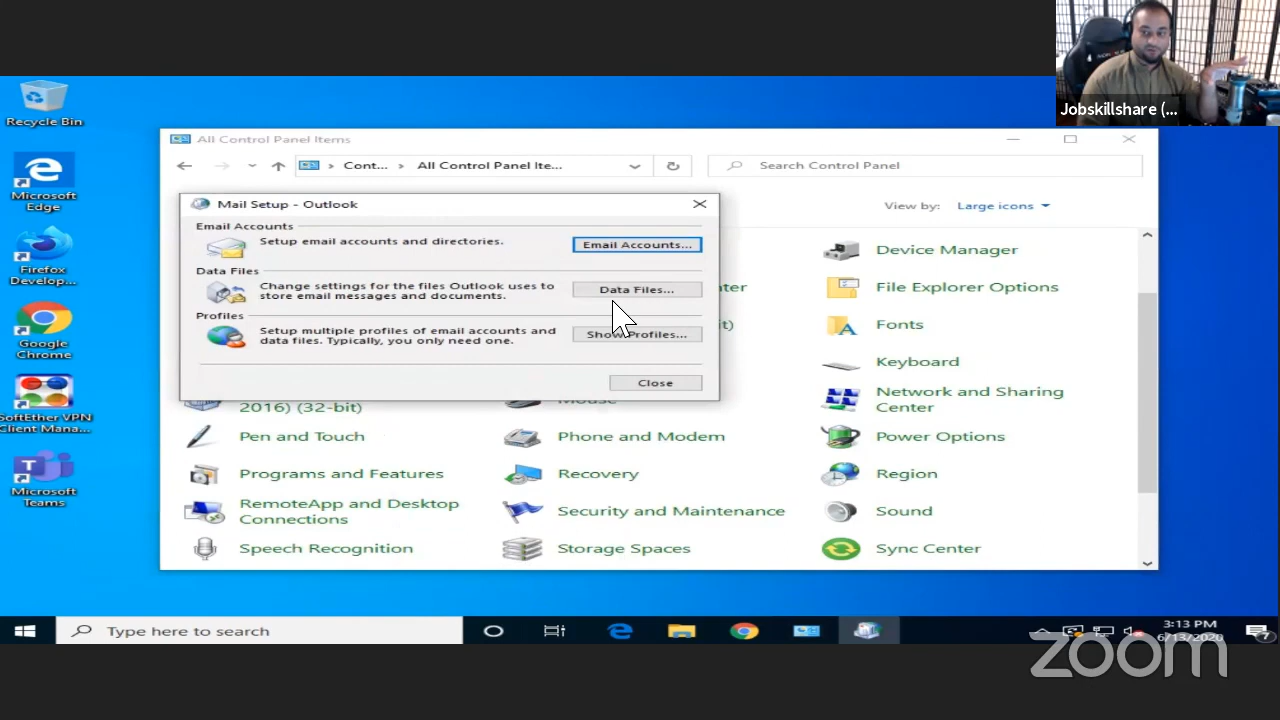 Jobskillshare (...
Recycle Bin
Microsoft
Edge
Firefox
Develop...
Google
Chrome
SoftEther VPN
Client Mana...
Microsoft
Teams
All Control Panel Items
Cont...
All Control Panel Ite...
Search Control Panel
View by:
Large icons
Mail Setup - Outlook
Email Accounts
Setup email accounts and directories.
Email Accounts...
Data Files
Change settings for the files Outlook uses to
store email messages and documents.
Data Files...
Profiles
Setup multiple profiles of email accounts and
data files. Typically, you only need one.
Show Profiles...
Close
Device Manager
File Explorer Options
Fonts
Keyboard
2016) (32-bit)
Mouse
Network and Sharing
Center
Pen and Touch
Phone and Modem
Power Options
Programs and Features
Recovery
Region
RemoteApp and Desktop
Connections
Security and Maintenance
Sound
Speech Recognition
Storage Spaces
Sync Center
Type here to search
3:13 PM
6/13/2020
zoom